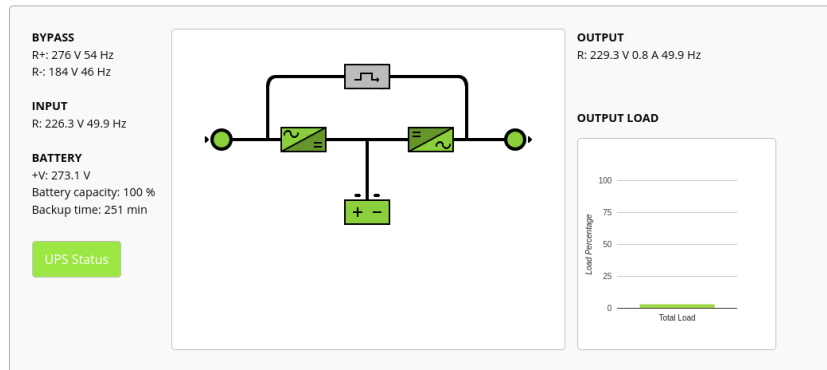 BYPASS
R+: 276 V 54 Hz
R-: 184 V 46 Hz
INPUT
R: 226.3 V 49.9 Hz
BATTERY
+V: 273.1 V
Battery capacity: 100 %
Backup time: 251 min
UPS Status
=
=
+ −
OUTPUT
R: 229.3 V 0.8 A 49.9 Hz
OUTPUT LOAD
100
75
50
25
0
Load Percentage
Total Load